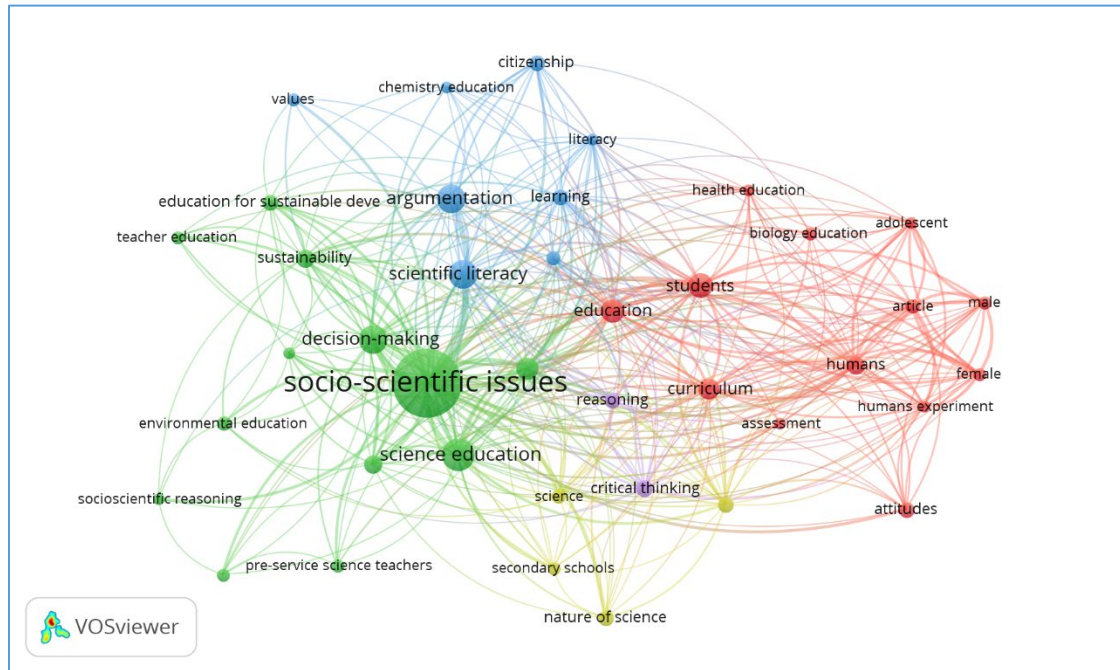 citizenship
chemistry education
values
literacy
health education
argumentation
learning
education for sustainable deve
adolescent
teacher education
biology education
sustainability
scientific literacy
students
article
male
education
decision-making
humans
female
socio-scientific issues
curriculum
reasoning
humans experiment
environmental education
assessment
science education
critical thinking
science
socioscientific reasoning
attitudes
pre-service science teachers
secondary schools
nature of science
VOSviewer